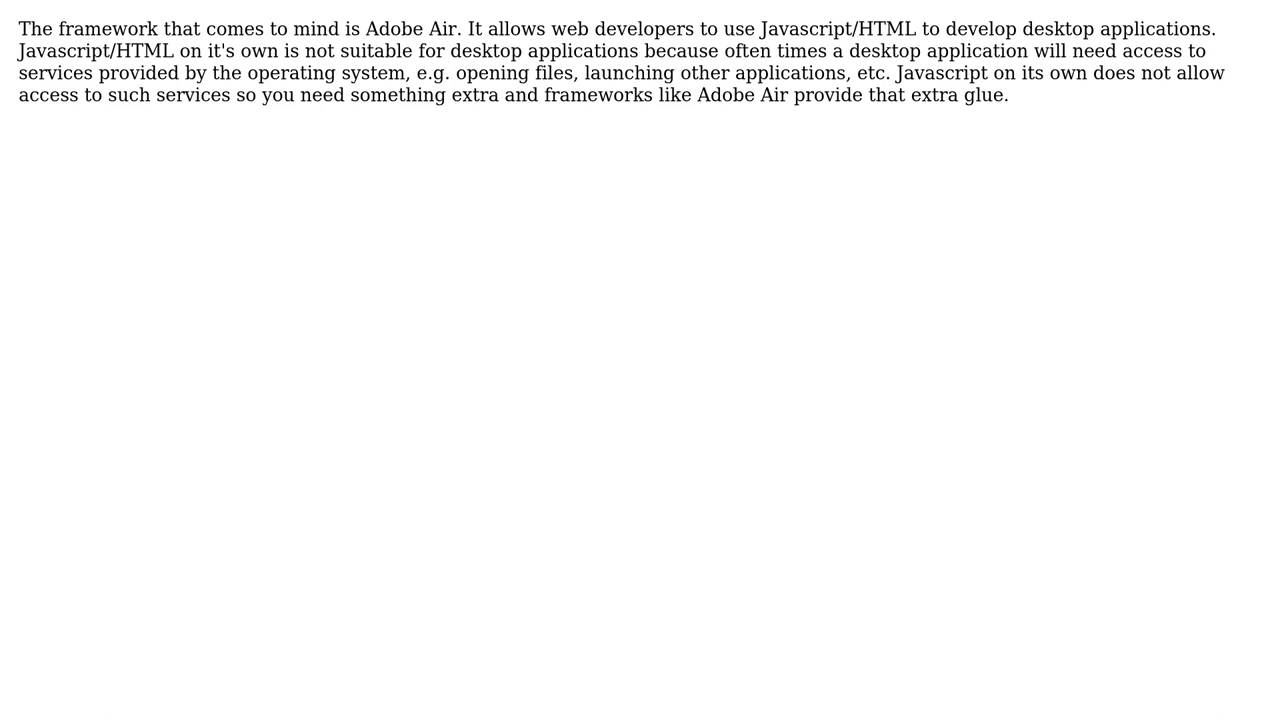 The framework that comes to mind is Adobe Air. It allows web developers to use Javascript/HTML to develop desktop applications.
Javascript/HTML on it's own is not suitable for desktop applications because often times a desktop application will need access to
services provided by the operating system, e.g. opening files, launching other applications, etc. Javascript on its own does not allow
access to such services so you need something extra and frameworks like Adobe Air provide that extra glue.